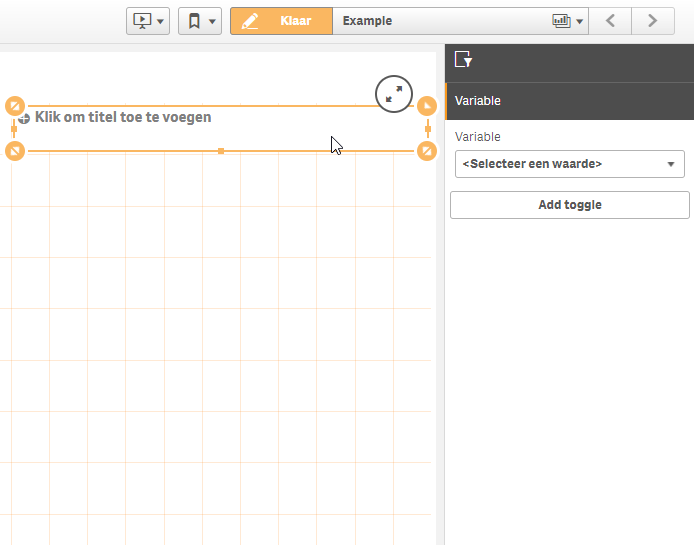 Klaar
Example
Klik om titel toe te voegen
Variable
Variable
<Selecteer een waarde>
Add toggle